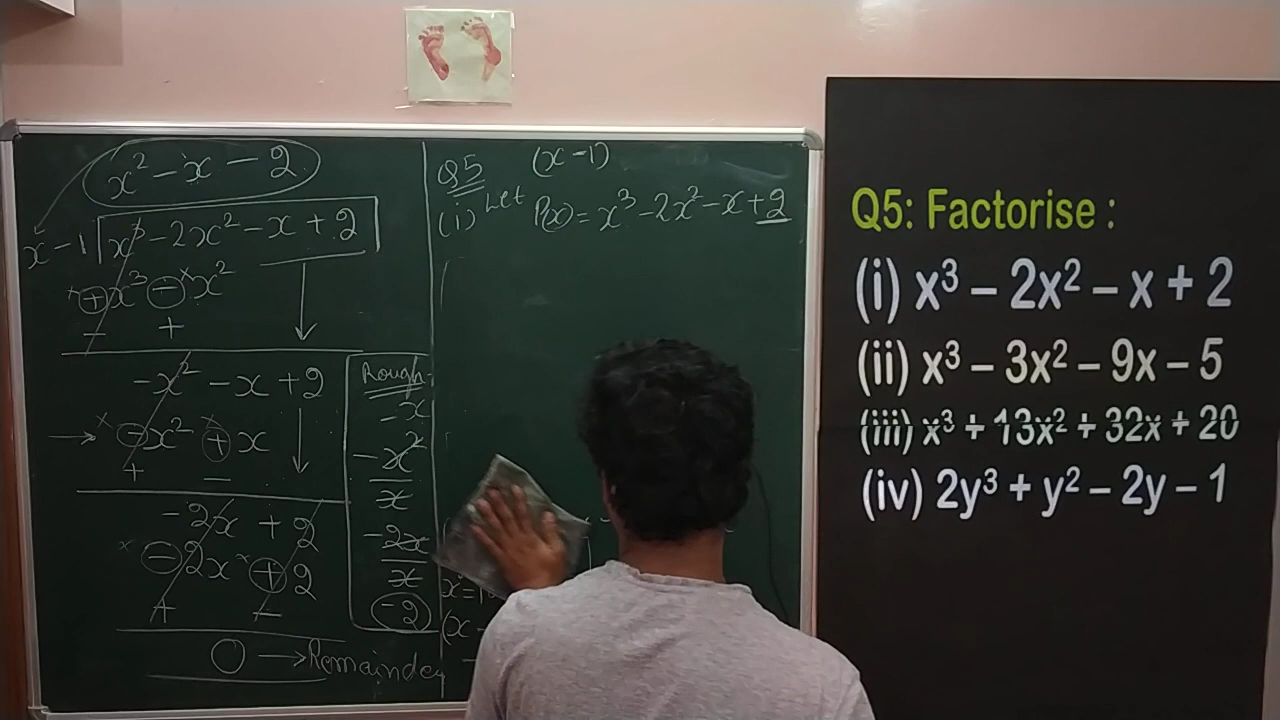 x² - x - 2
x - 1 x³ - 2x² - x + 2
+ x³ - x²
- +
-x² - x + 2
→ - x² + x
+ -
-2x + 2
- 2x + 2
+ -
0 → Remainder
Rough:
-x
-x²
x
-2x
x
-2
Q5 (x - 1)
(i) Let P(x) = x³ - 2x² - x + 2
(x -
Q5: Factorise :
(i) x³ – 2x² – x + 2
(ii) x³ – 3x² – 9x – 5
(iii) x³ + 13x² + 32x + 20
(iv) 2y³ + y² – 2y – 1